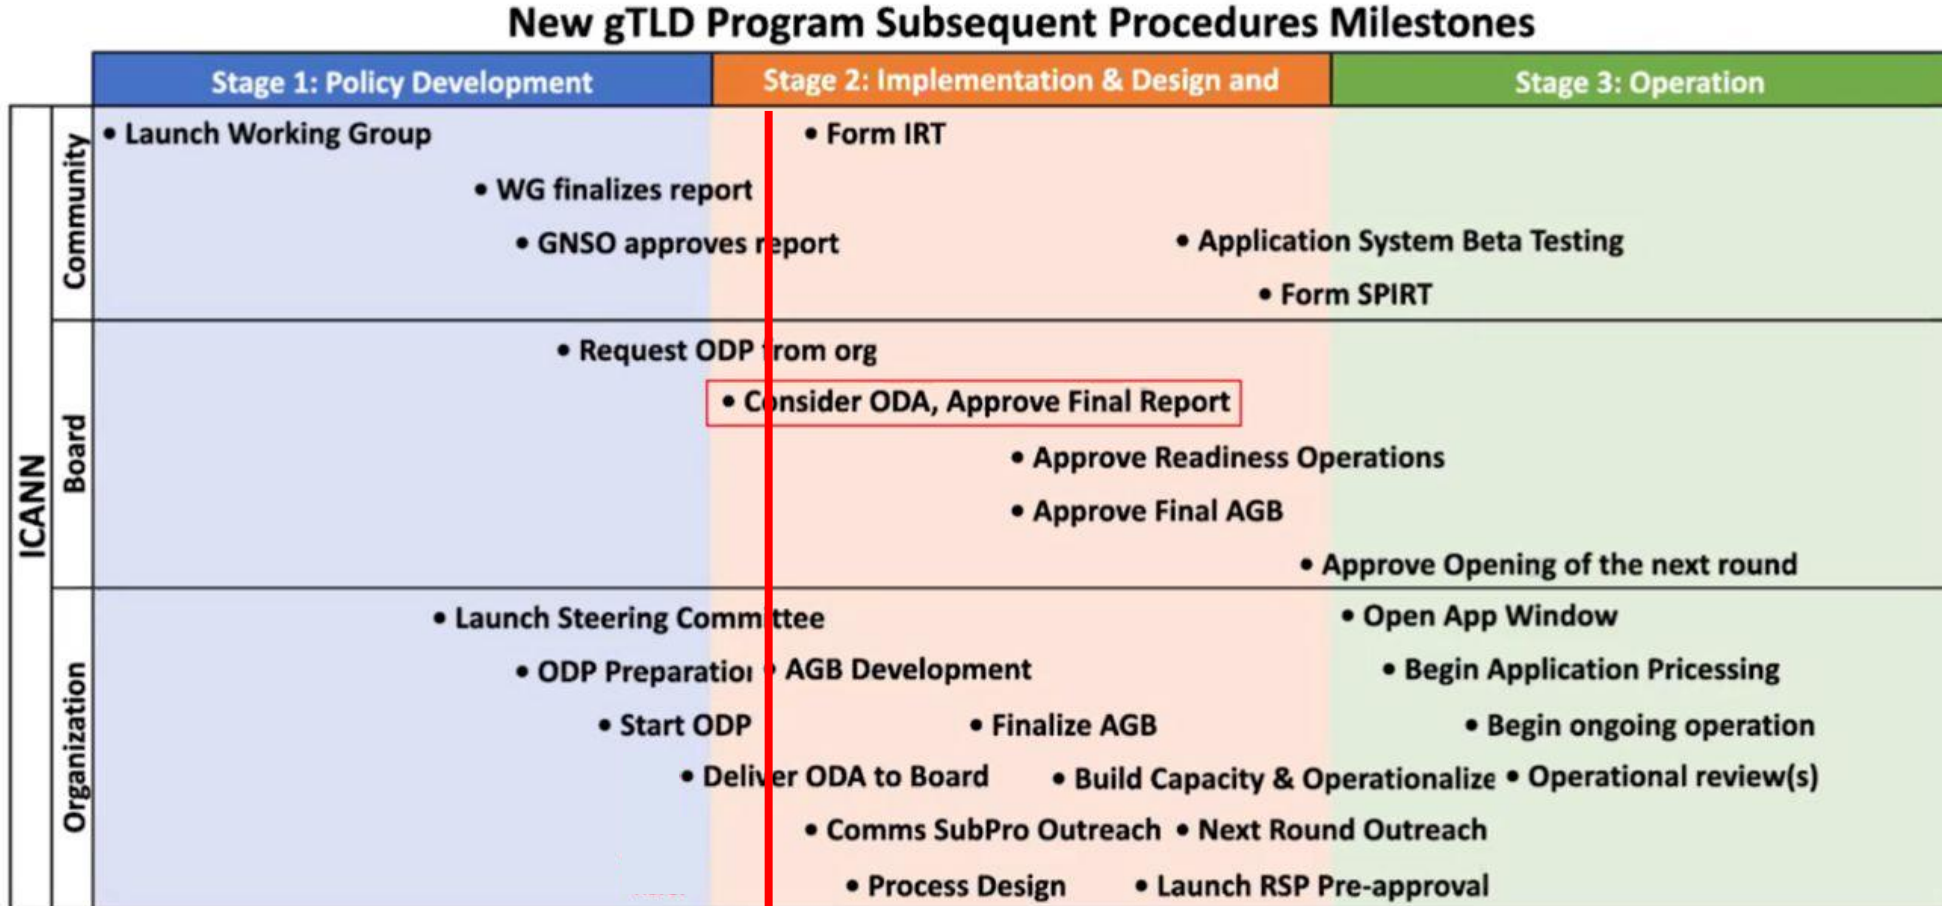 New gTLD Program Subsequent Procedures Milestones
Stage 1: Policy Development
Stage 2: Implementation & Design and
Stage 3: Operation
ICANN
Community
• Launch Working Group
• Form IRT
• WG finalizes report
• GNSO approves report
• Application System Beta Testing
• Form SPIRT
Board
• Request ODP from org
• Consider ODA, Approve Final Report
• Approve Readiness Operations
• Approve Final AGB
• Approve Opening of the next round
Organization
• Launch Steering Committee
• Open App Window
• ODP Preparation
• AGB Development
• Begin Application Pricessing
• Start ODP
• Finalize AGB
• Begin ongoing operation
• Deliver ODA to Board
• Build Capacity & Operationalize
• Operational review(s)
• Comms SubPro Outreach
• Next Round Outreach
• Process Design
• Launch RSP Pre-approval